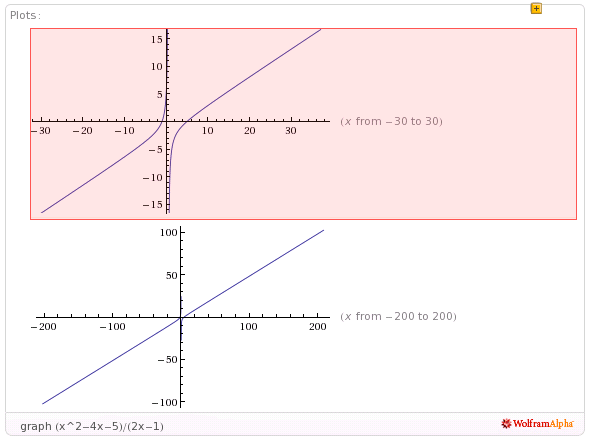 Plots:
15
10
5
−30 −20 −10 10 20 30
−5
−10
−15
(x from −30 to 30)
100
50
−200 −100 100 200
−50
−100
(x from −200 to 200)
graph (x^2−4x−5)/(2x−1)
WolframAlpha